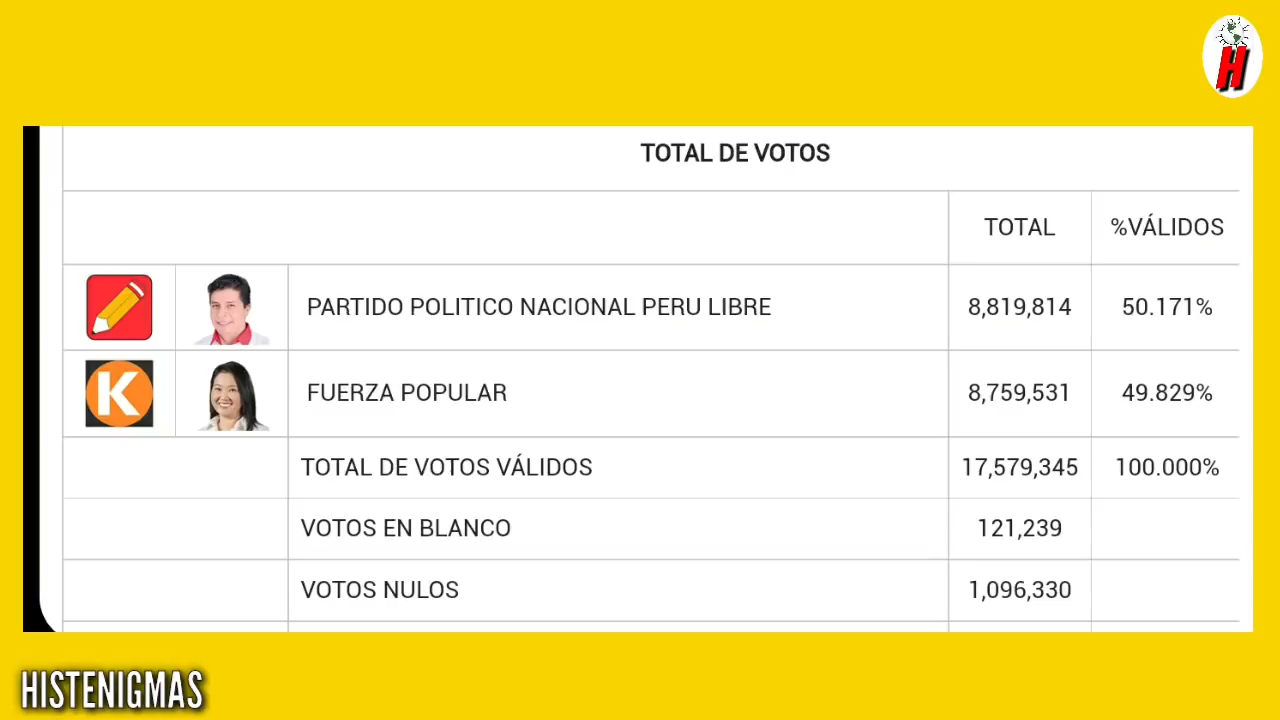 H
TOTAL DE VOTOS
TOTAL %VÁLIDOS
PARTIDO POLITICO NACIONAL PERU LIBRE 8,819,814 50.171%
K FUERZA POPULAR 8,759,531 49.829%
TOTAL DE VOTOS VÁLIDOS 17,579,345 100.000%
VOTOS EN BLANCO 121,239
VOTOS NULOS 1,096,330
HISTENIGMAS